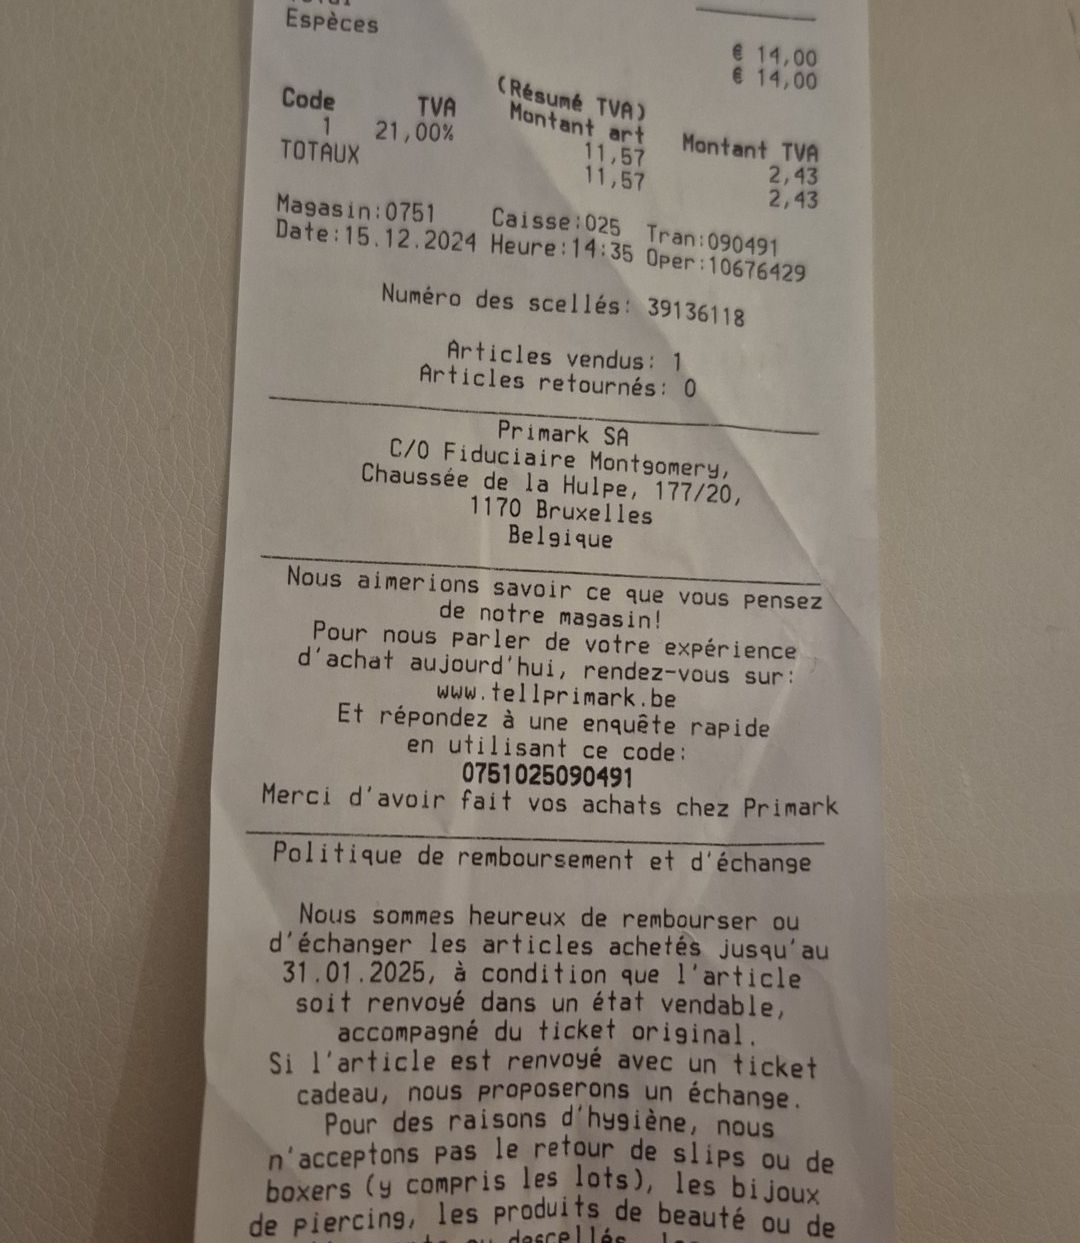 Total
Espèces
€ 14,00
€ 14,00
(Résumé TVA)
Code TVA Montant art Montant TVA
1 21,00% 11,57 2,43
TOTAUX 11,57 2,43
Magasin:0751 Caisse:025 Tran:090491
Date:15.12.2024 Heure:14:35 Oper:10676429
Numéro des scellés: 39136118
Articles vendus: 1
Articles retournés: 0
Primark SA
C/O Fiduciaire Montgomery,
Chaussée de la Hulpe, 177/20,
1170 Bruxelles
Belgique
Nous aimerions savoir ce que vous pensez
de notre magasin!
Pour nous parler de votre expérience
d'achat aujourd'hui, rendez-vous sur:
www.tellprimark.be
Et répondez à une enquête rapide
en utilisant ce code:
0751025090491
Merci d'avoir fait vos achats chez Primark
Politique de remboursement et d'échange
Nous sommes heureux de rembourser ou
d'échanger les articles achetés jusqu'au
31.01.2025, à condition que l'article
soit renvoyé dans un état vendable,
accompagné du ticket original.
Si l'article est renvoyé avec un ticket
cadeau, nous proposerons un échange.
Pour des raisons d'hygiène, nous
n'acceptons pas le retour de slips ou de
boxers (y compris les lots), les bijoux
de piercing, les produits de beauté ou de
ou descellés,